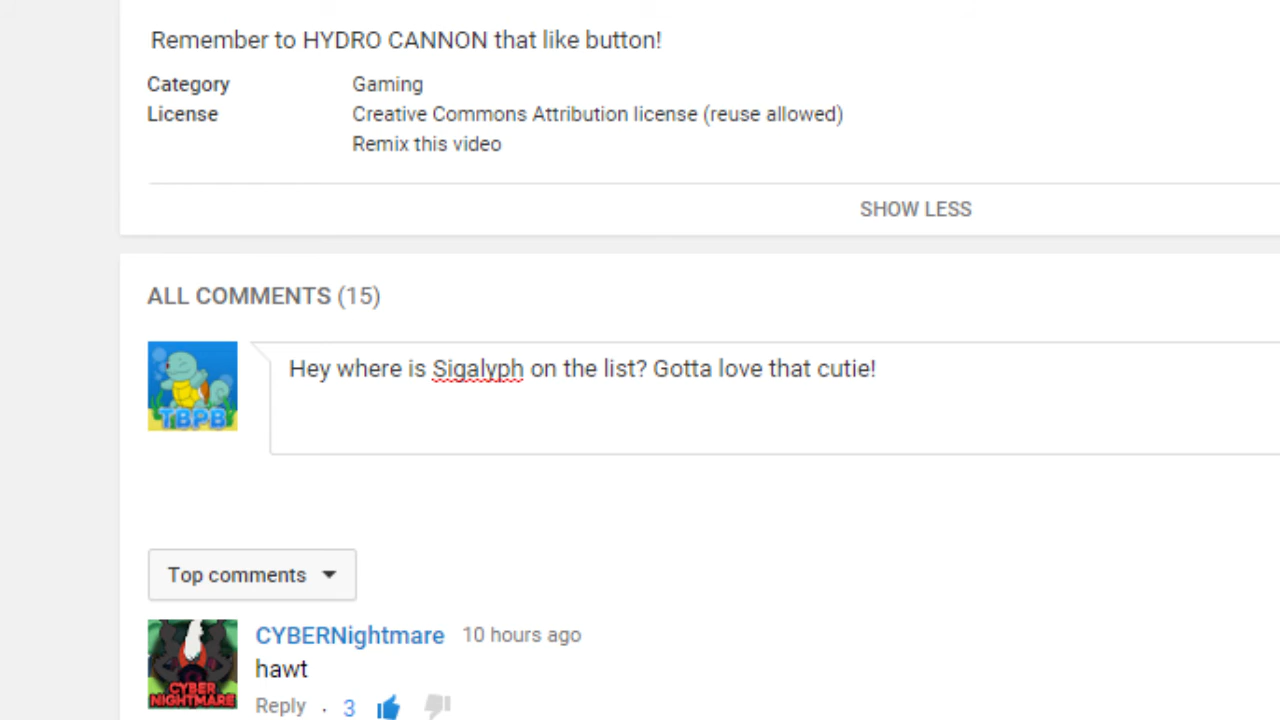 Remember to HYDRO CANNON that like button!
Category Gaming
License Creative Commons Attribution license (reuse allowed)
Remix this video
SHOW LESS
ALL COMMENTS (15)
Hey where is Sigalyph on the list? Gotta love that cutie!
TBPB
Top comments
CYBERNightmare 10 hours ago
hawt
CYBER
NIGHTMARE
Reply · 3